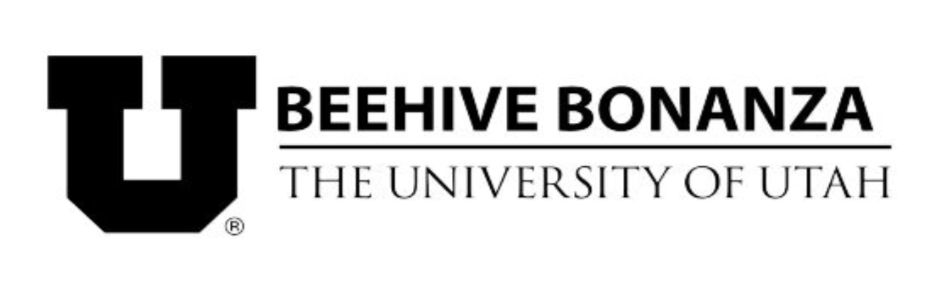 U®
BEEHIVE BONANZA
THE UNIVERSITY OF UTAH